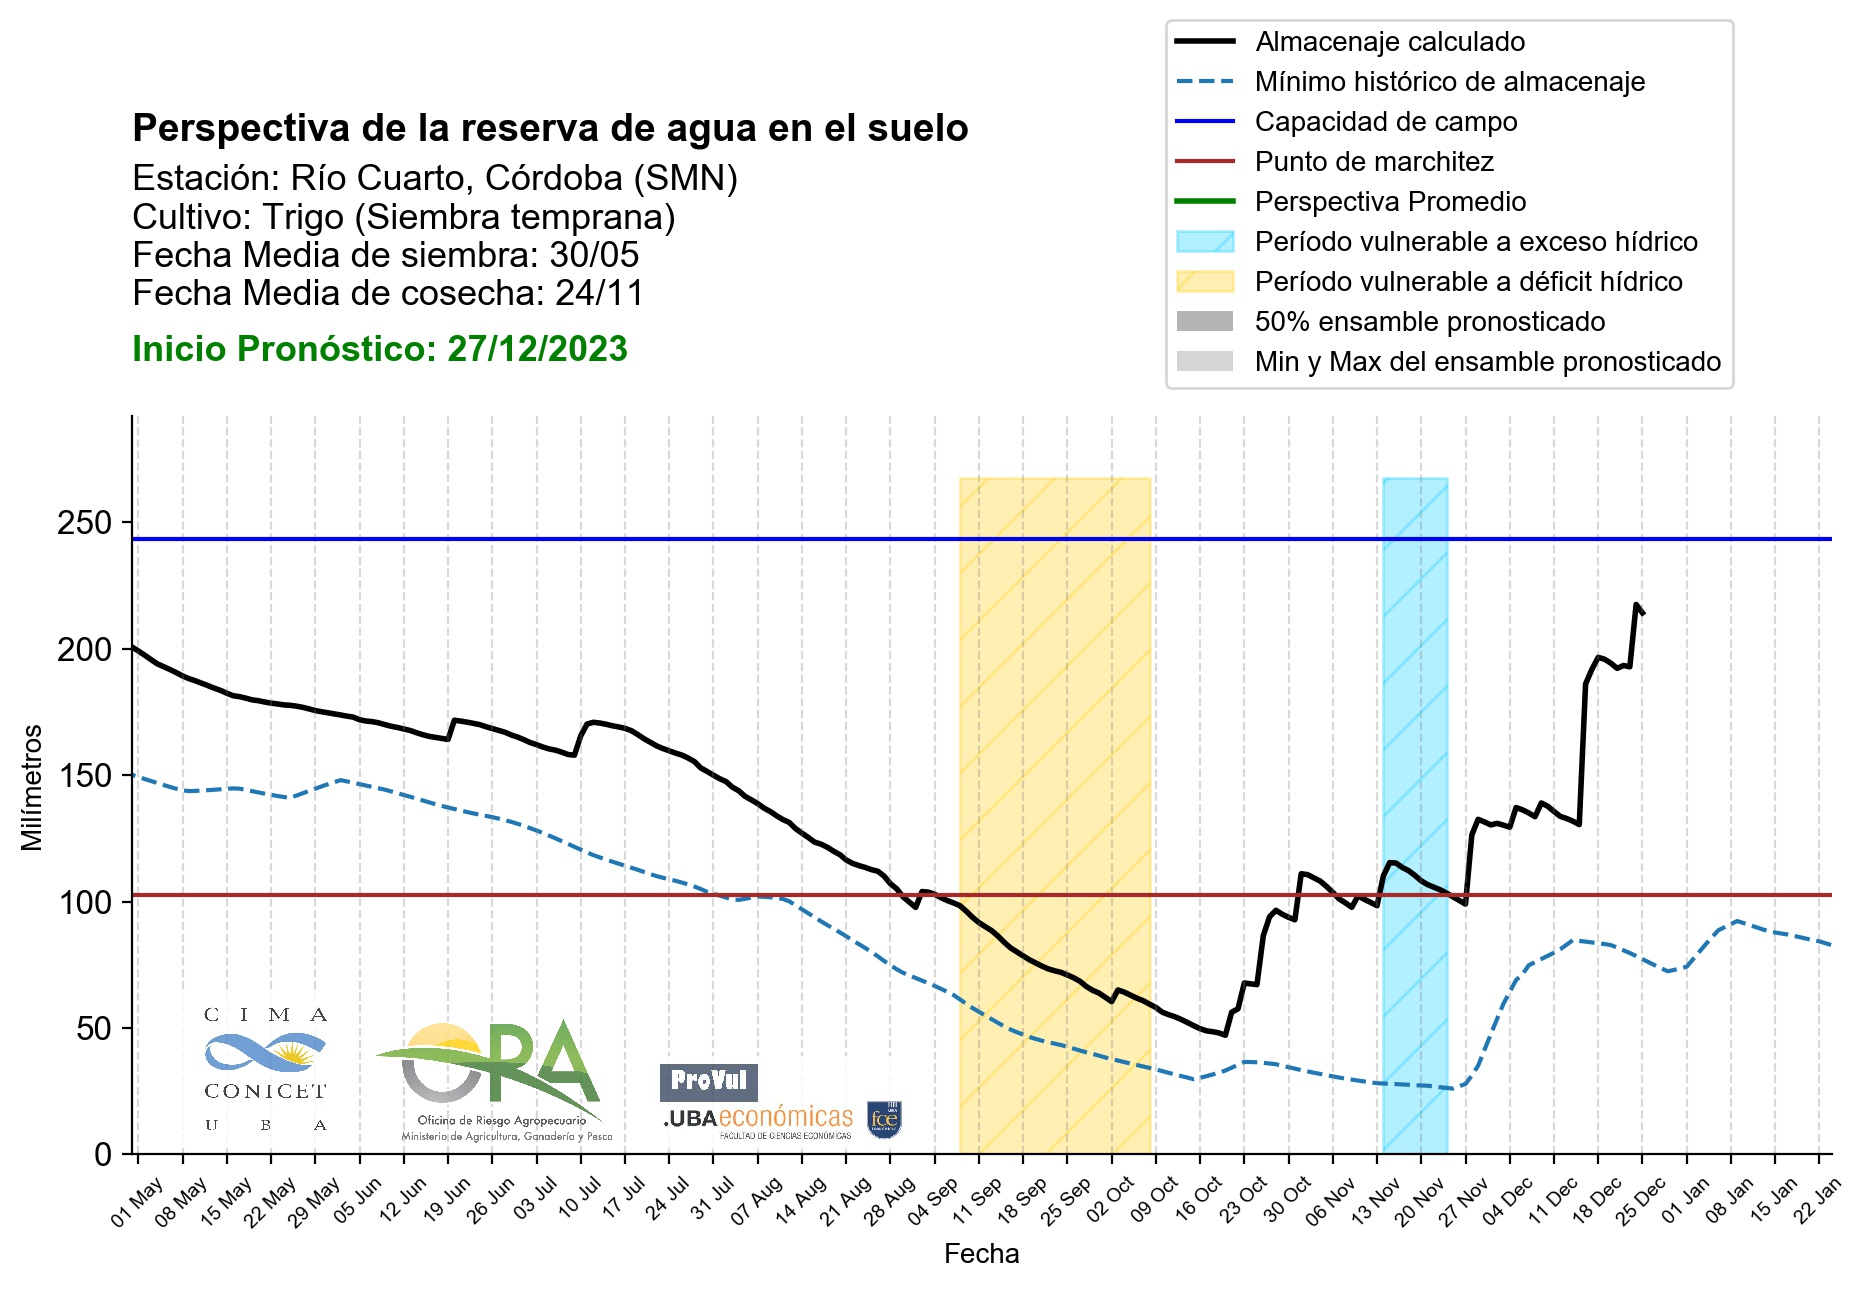 Almacenaje calculado
Mínimo histórico de almacenaje
Capacidad de campo
Punto de marchitez
Perspectiva Promedio
Período vulnerable a exceso hídrico
Período vulnerable a déficit hídrico
50% ensamble pronosticado
Min y Max del ensamble pronosticado
Perspectiva de la reserva de agua en el suelo
Estación: Río Cuarto, Córdoba (SMN)
Cultivo: Trigo (Siembra temprana)
Fecha Media de siembra: 30/05
Fecha Media de cosecha: 24/11
Inicio Pronóstico: 27/12/2023
Milímetros
250
200
150
100
50
0
CIMA
CONICET
UBA
ORA
Oficina de Riesgo Agropecuario
Ministerio de Agricultura, Ganadería y Pesca
ProVul
.UBAeconómicas
FACULTAD DE CIENCIAS ECONÓMICAS
fce
01 May
08 May
15 May
22 May
29 May
05 Jun
12 Jun
19 Jun
26 Jun
03 Jul
10 Jul
17 Jul
24 Jul
31 Jul
07 Aug
14 Aug
21 Aug
28 Aug
04 Sep
11 Sep
18 Sep
25 Sep
02 Oct
09 Oct
16 Oct
23 Oct
30 Oct
06 Nov
13 Nov
20 Nov
27 Nov
04 Dec
11 Dec
18 Dec
25 Dec
01 Jan
08 Jan
15 Jan
22 Jan
Fecha